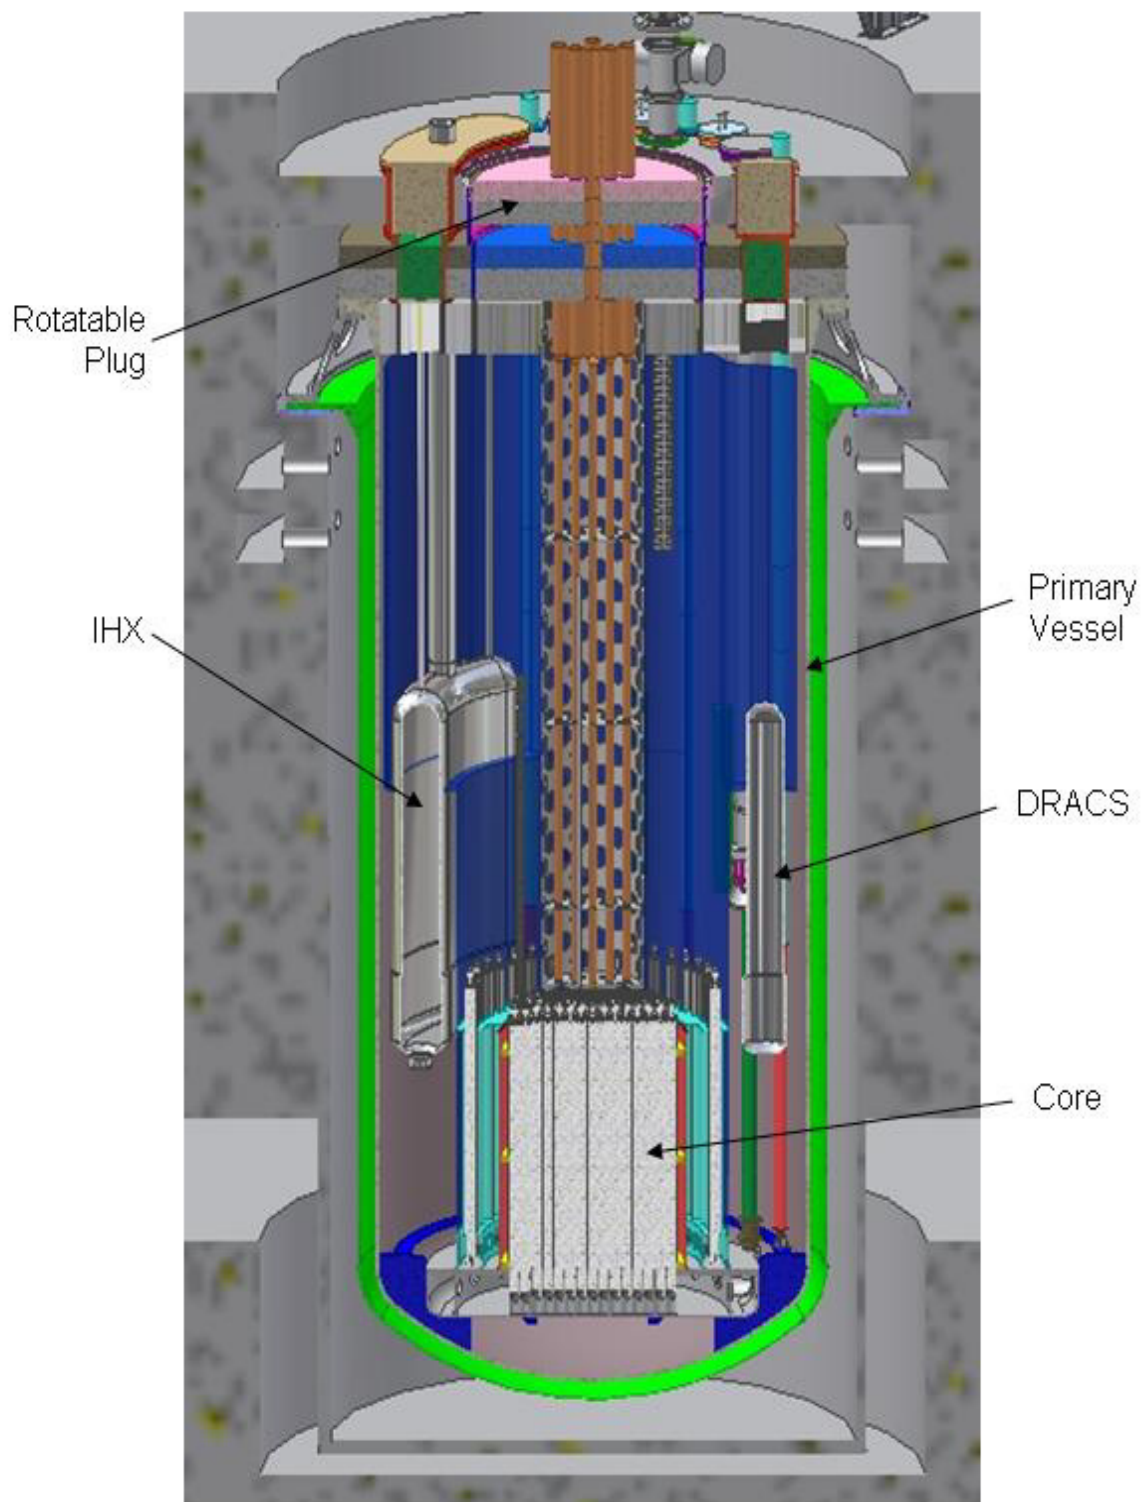 Rotatable
Plug
IHX
Primary
Vessel
DRACS
Core